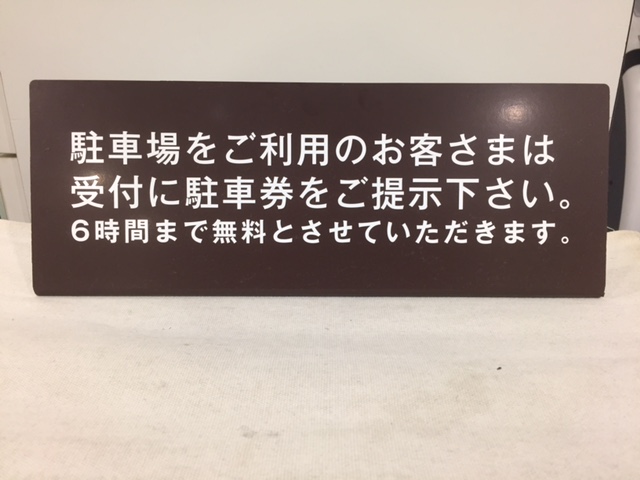 駐車場をご利用のお客さまは
受付に駐車券をご提示下さい。
6時間まで無料とさせていただきます。